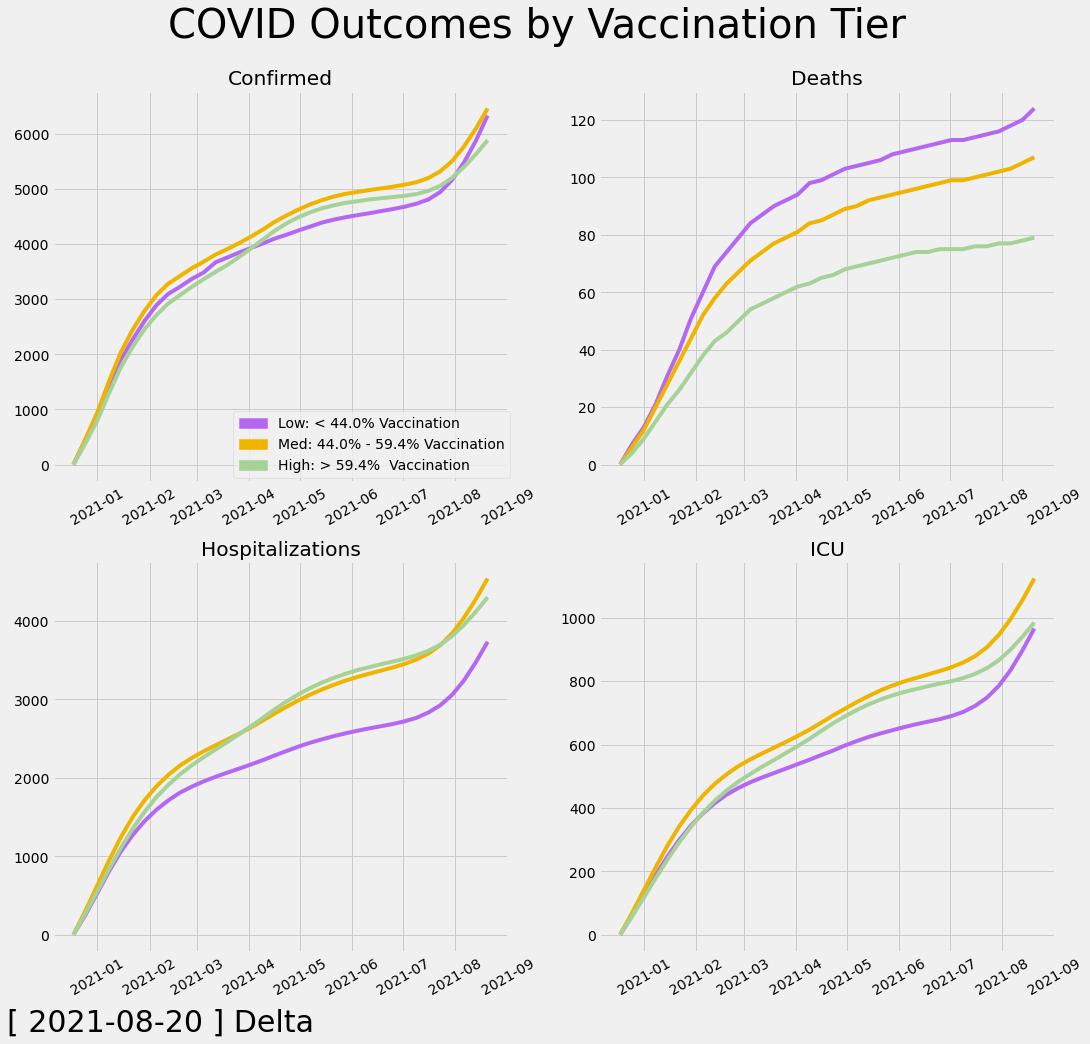 COVID Outcomes by Vaccination Tier
Confirmed
6000
5000
4000
3000
2000
1000
0
Low: < 44.0% Vaccination
Med: 44.0% - 59.4% Vaccination
High: > 59.4%  Vaccination
2021-01 2021-02 2021-03 2021-04 2021-05 2021-06 2021-07 2021-08 2021-09
Deaths
120
100
80
60
40
20
0
2021-01 2021-02 2021-03 2021-04 2021-05 2021-06 2021-07 2021-08 2021-09
Hospitalizations
4000
3000
2000
1000
0
2021-01 2021-02 2021-03 2021-04 2021-05 2021-06 2021-07 2021-08 2021-09
ICU
1000
800
600
400
200
0
2021-01 2021-02 2021-03 2021-04 2021-05 2021-06 2021-07 2021-08 2021-09
[ 2021-08-20 ] Delta